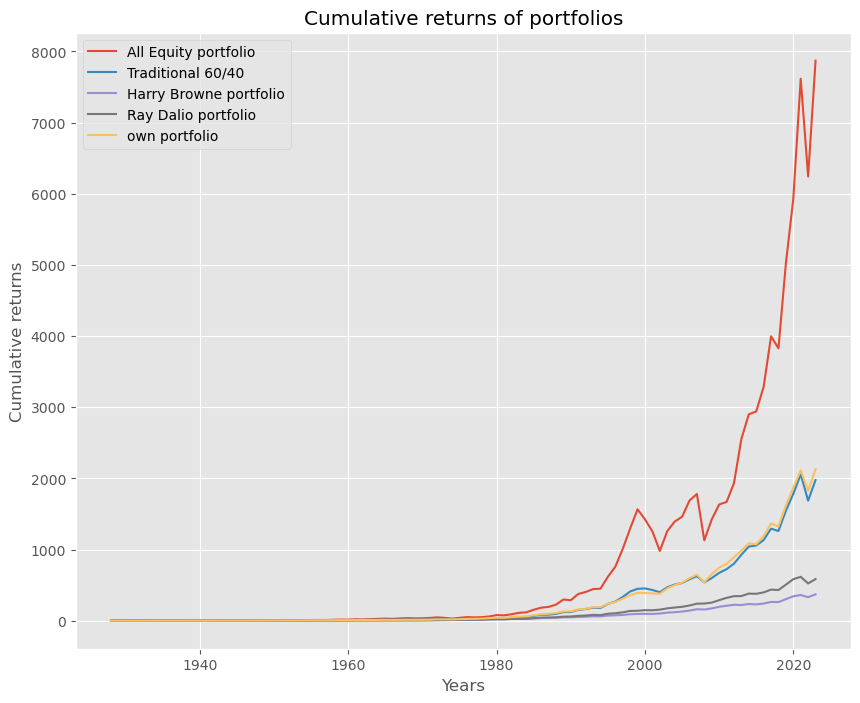 Cumulative returns of portfolios
All Equity portfolio
Traditional 60/40
Harry Browne portfolio
Ray Dalio portfolio
own portfolio
8000
7000
6000
5000
4000
3000
2000
1000
0
Cumulative returns
1940
1960
1980
2000
2020
Years